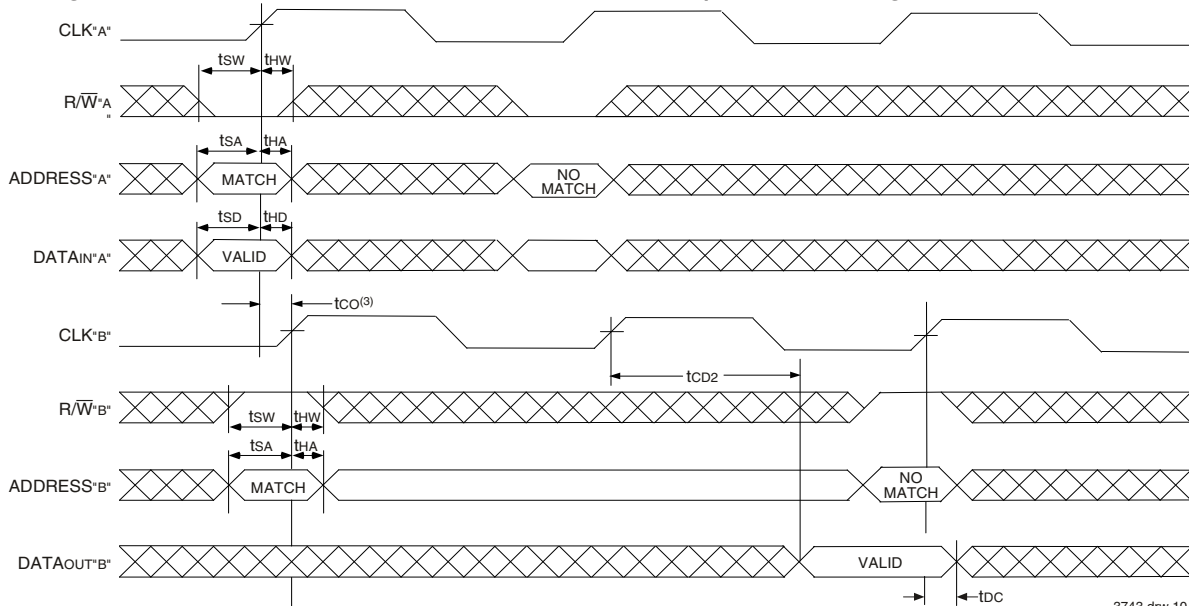 CLK"A"
tSW tHW
R/W̅"A
"
tSA tHA
ADDRESS"A" MATCH NO MATCH
tSD tHD
DATAIN"A" VALID
tCO(3)
CLK"B"
tCD2
R/W̅"B"
tSW tHW
tSA tHA
ADDRESS"B" MATCH NO MATCH
DATAOUT"B" VALID
tDC